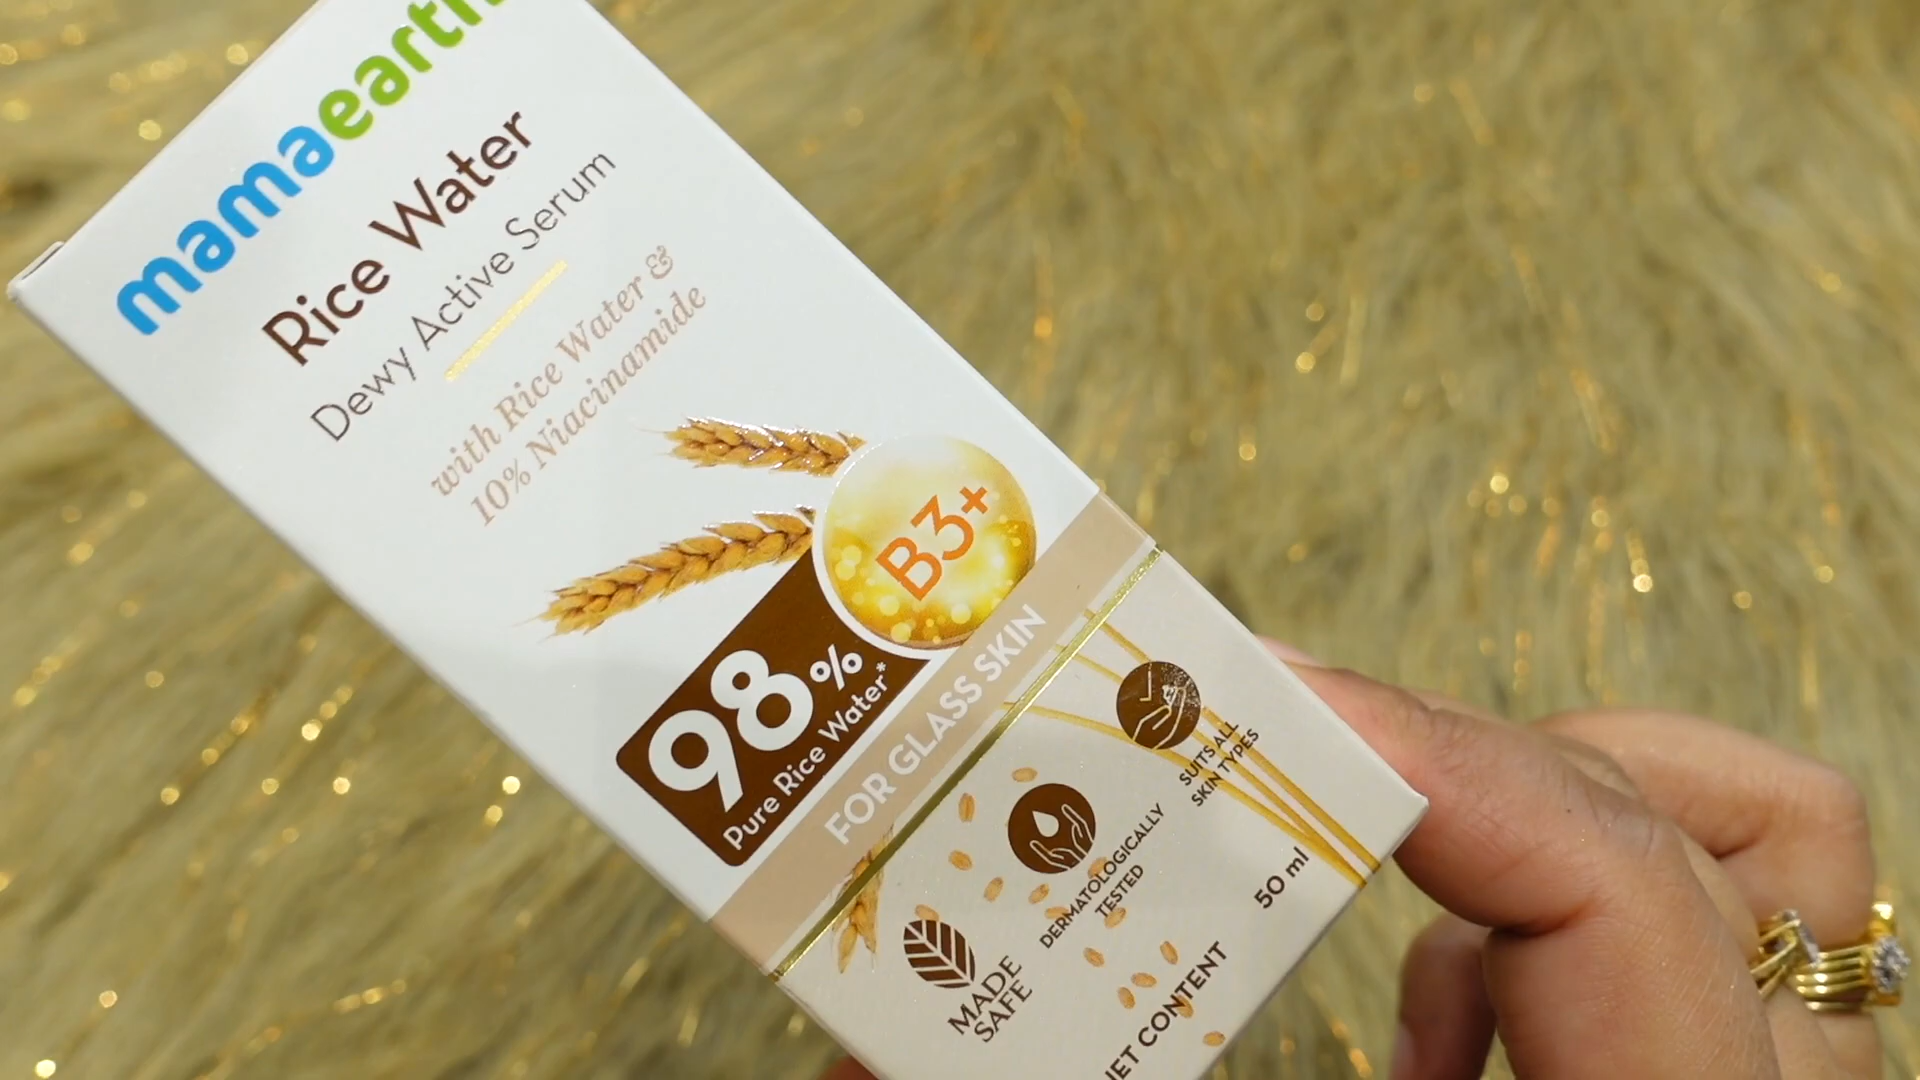 mamaearth
Rice Water
Dewy Active Serum
with Rice Water &
10% Niacinamide
B3+
98%
Pure Rice Water*
FOR GLASS SKIN
SUITS ALL
SKIN TYPES
DERMATOLOGICALLY
TESTED
MADE
SAFE
50 ml
NET CONTENT